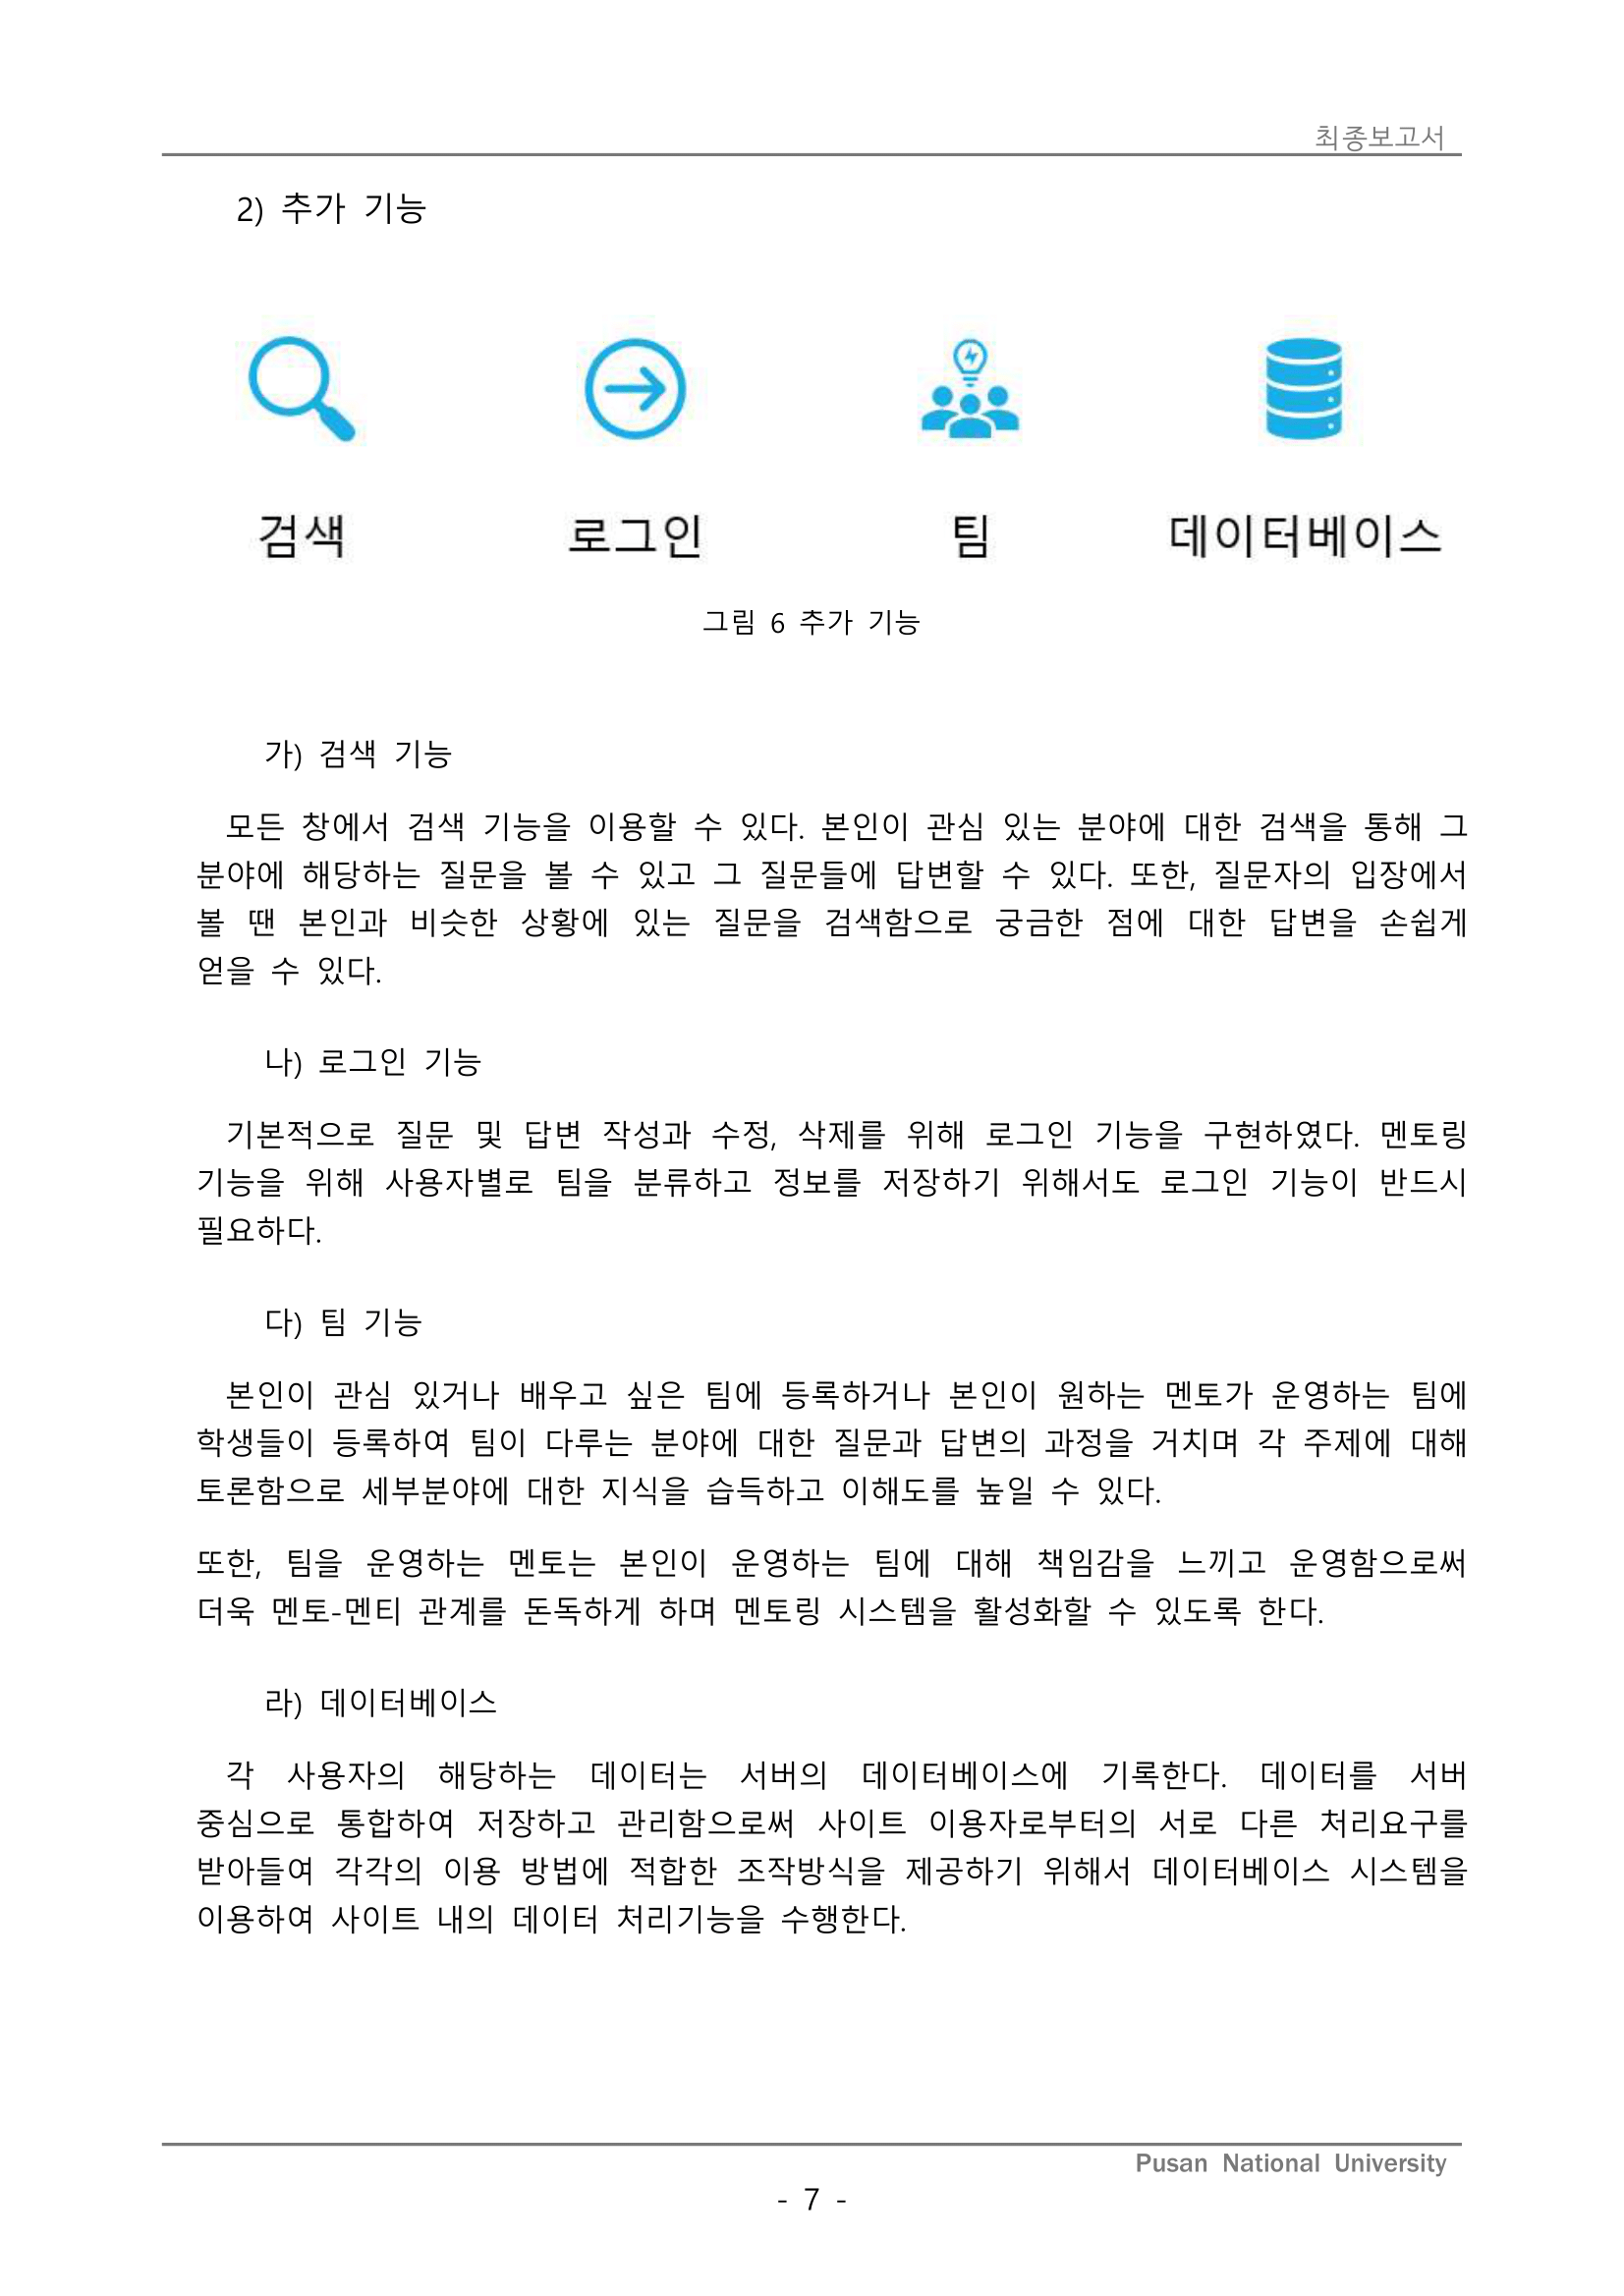 최종보고서
2) 추가 기능
검색
로그인
팀
데이터베이스
그림 6 추가 기능
가) 검색 기능
모든 창에서 검색 기능을 이용할 수 있다. 본인이 관심 있는 분야에 대한 검색을 통해 그
분야에 해당하는 질문을 볼 수 있고 그 질문들에 답변할 수 있다. 또한, 질문자의 입장에서
볼 땐 본인과 비슷한 상황에 있는 질문을 검색함으로 궁금한 점에 대한 답변을 손쉽게
얻을 수 있다.
나) 로그인 기능
기본적으로 질문 및 답변 작성과 수정, 삭제를 위해 로그인 기능을 구현하였다. 멘토링
기능을 위해 사용자별로 팀을 분류하고 정보를 저장하기 위해서도 로그인 기능이 반드시
필요하다.
다) 팀 기능
본인이 관심 있거나 배우고 싶은 팀에 등록하거나 본인이 원하는 멘토가 운영하는 팀에
학생들이 등록하여 팀이 다루는 분야에 대한 질문과 답변의 과정을 거치며 각 주제에 대해
토론함으로 세부분야에 대한 지식을 습득하고 이해도를 높일 수 있다.
또한, 팀을 운영하는 멘토는 본인이 운영하는 팀에 대해 책임감을 느끼고 운영함으로써
더욱 멘토-멘티 관계를 돈독하게 하며 멘토링 시스템을 활성화할 수 있도록 한다.
라) 데이터베이스
각 사용자의 해당하는 데이터는 서버의 데이터베이스에 기록한다. 데이터를 서버
중심으로 통합하여 저장하고 관리함으로써 사이트 이용자로부터의 서로 다른 처리요구를
받아들여 각각의 이용 방법에 적합한 조작방식을 제공하기 위해서 데이터베이스 시스템을
이용하여 사이트 내의 데이터 처리기능을 수행한다.
Pusan National University
- 7 -